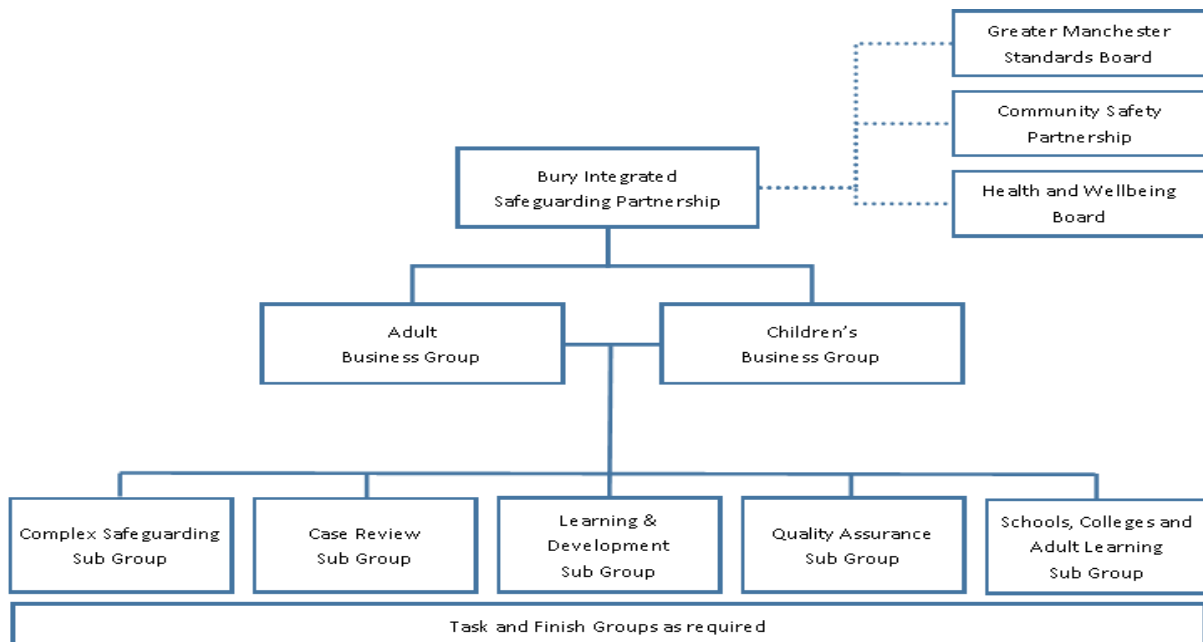 Greater Manchester
Standards Board
Community Safety
Partnership
Health and Wellbeing
Board
Bury Integrated
Safeguarding Partnership
Adult
Business Group
Children's
Business Group
Complex Safeguarding
Sub Group
Case Review
Sub Group
Learning &
Development
Sub Group
Quality Assurance
Sub Group
Schools, Colleges and
Adult Learning
Sub Group
Task and Finish Groups as required